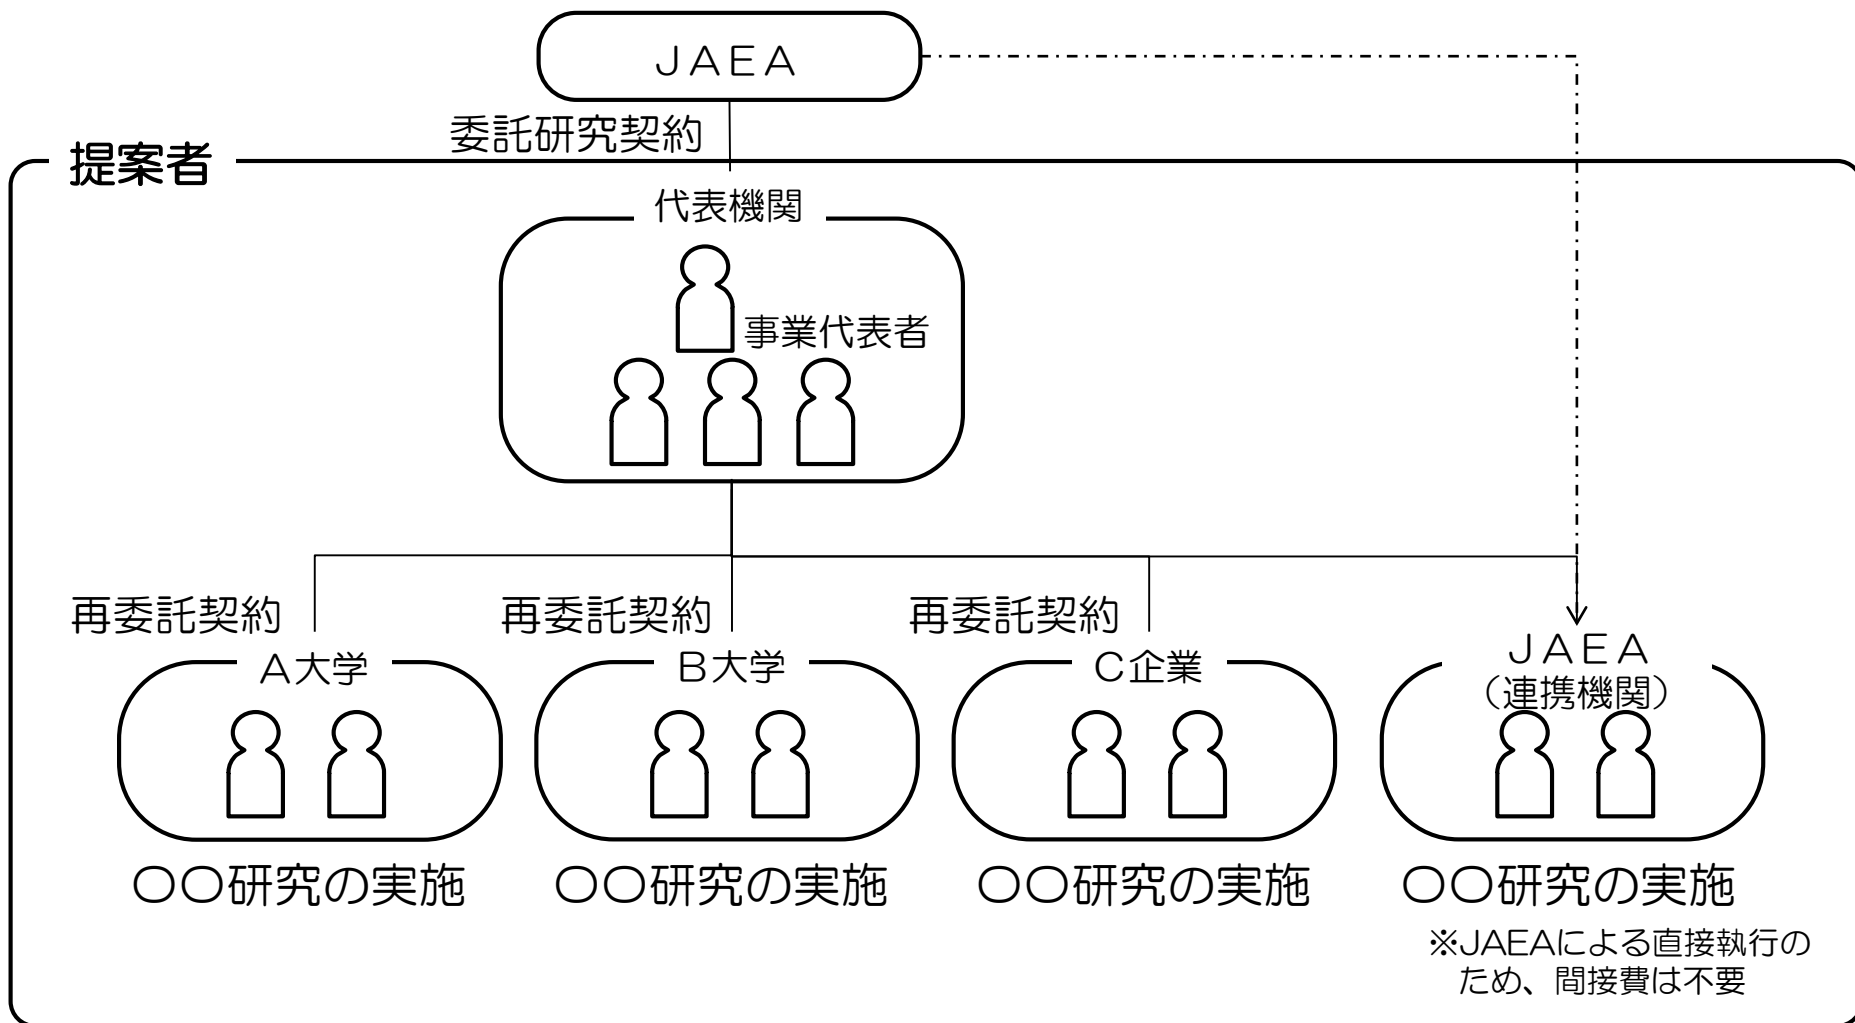 ＪＡＥＡ
委託研究契約
提案者
代表機関
事業代表者
再委託契約
再委託契約
再委託契約
Ａ大学
Ｂ大学
Ｃ企業
ＪＡＥＡ
（連携機関）
〇〇研究の実施
〇〇研究の実施
〇〇研究の実施
〇〇研究の実施
※JAEAによる直接執行の
ため、間接費は不要